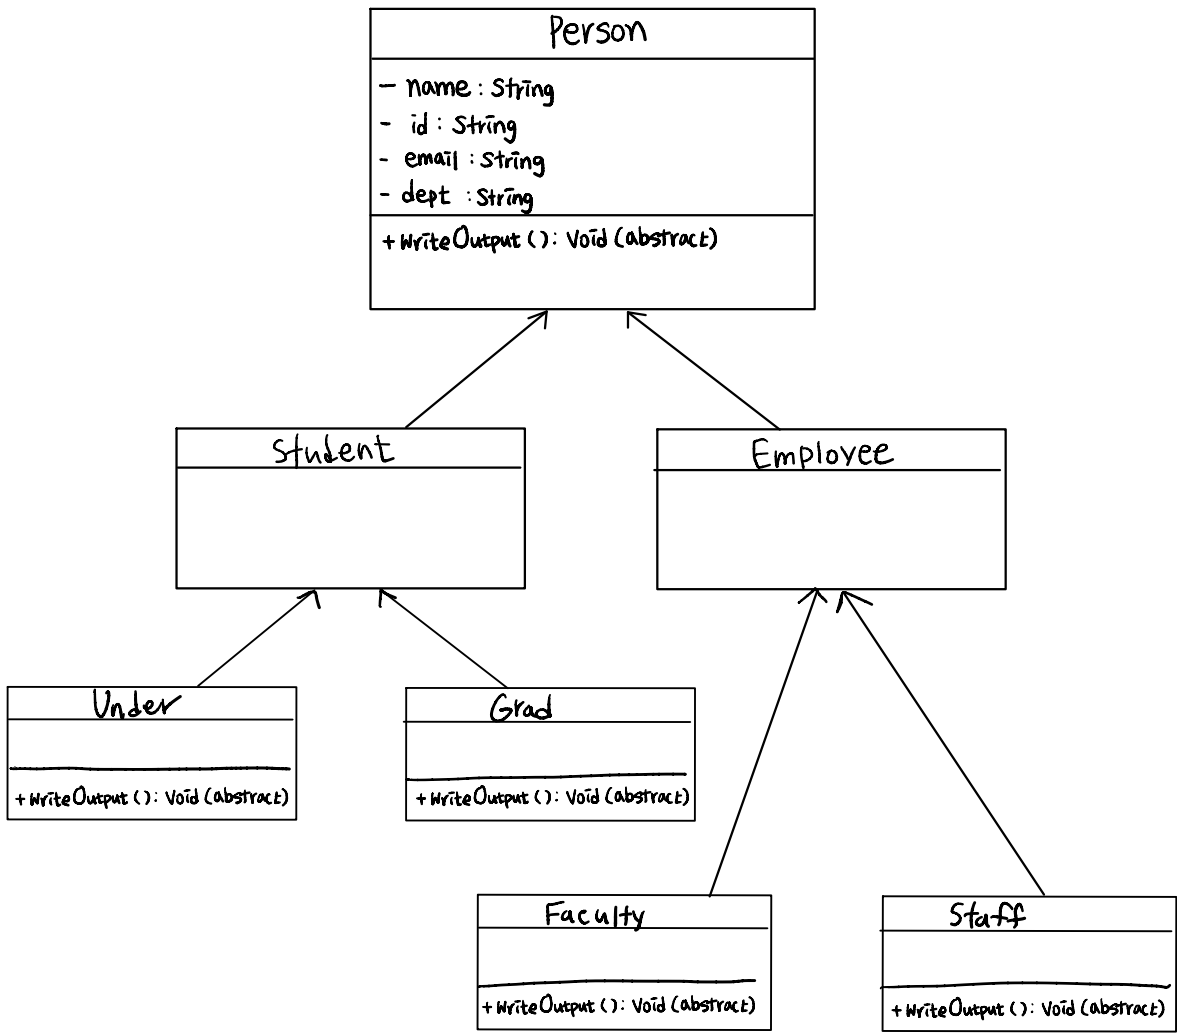 Person
- name : String
- id : String
- email : String
- dept : String
+ WriteOutput ( ) : Void (abstract)
Student
Employee
Under
+ WriteOutput ( ) : Void (abstract)
Grad
+ WriteOutput ( ) : Void (abstract)
Faculty
+ WriteOutput ( ) : Void (abstract)
Staff
+ WriteOutput ( ) : Void (abstract)